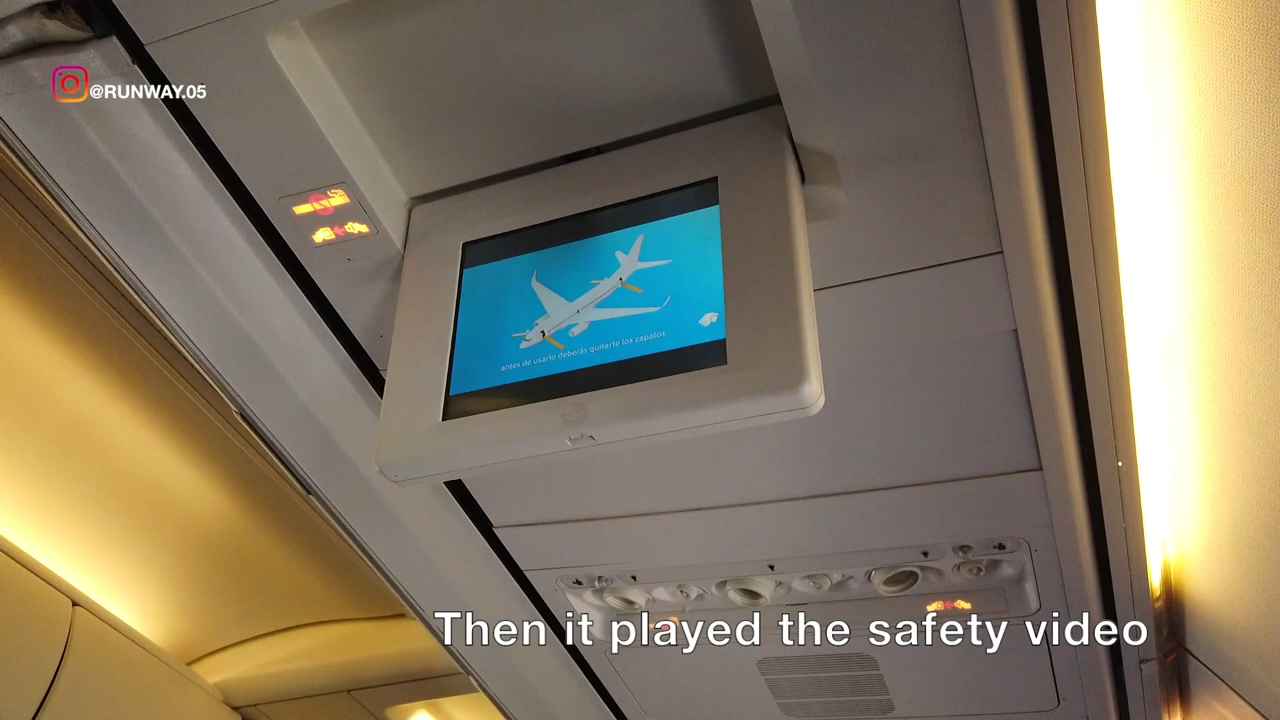 @RUNWAY.05
antes de usarlo deberás quitarte los zapatos
Then it played the safety video